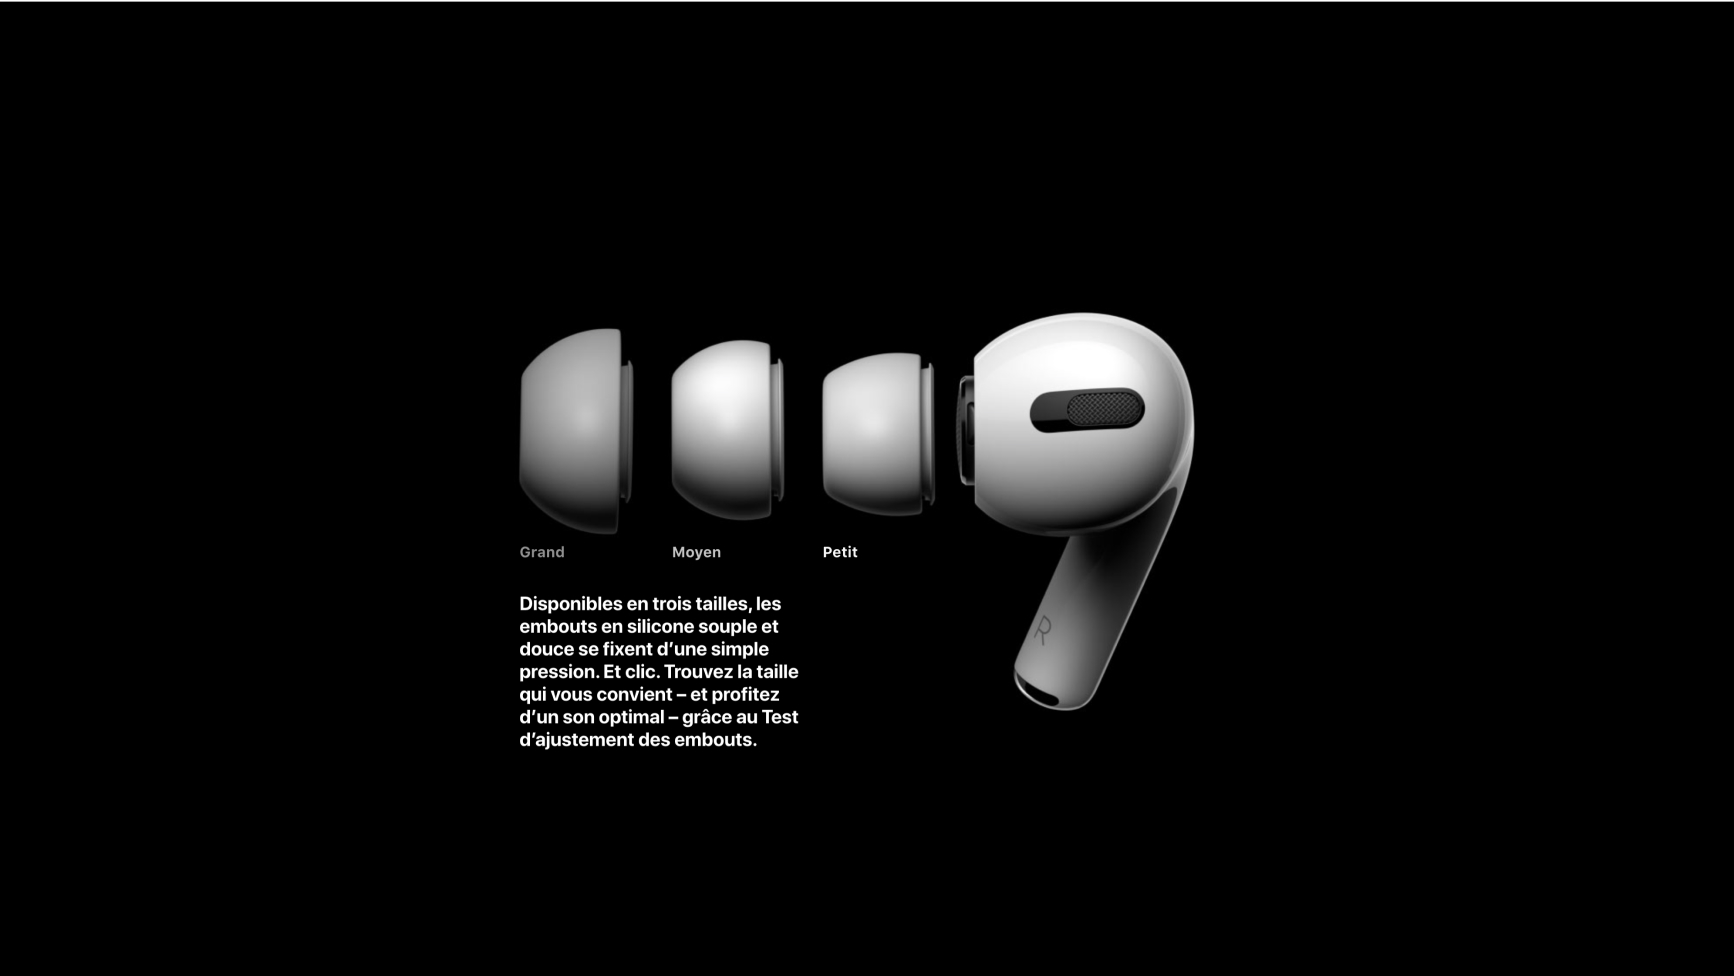 Grand
Moyen
Petit
R
Disponibles en trois tailles, les
embouts en silicone souple et
douce se fixent d’une simple
pression. Et clic. Trouvez la taille
qui vous convient – et profitez
d’un son optimal – grâce au Test
d’ajustement des embouts.